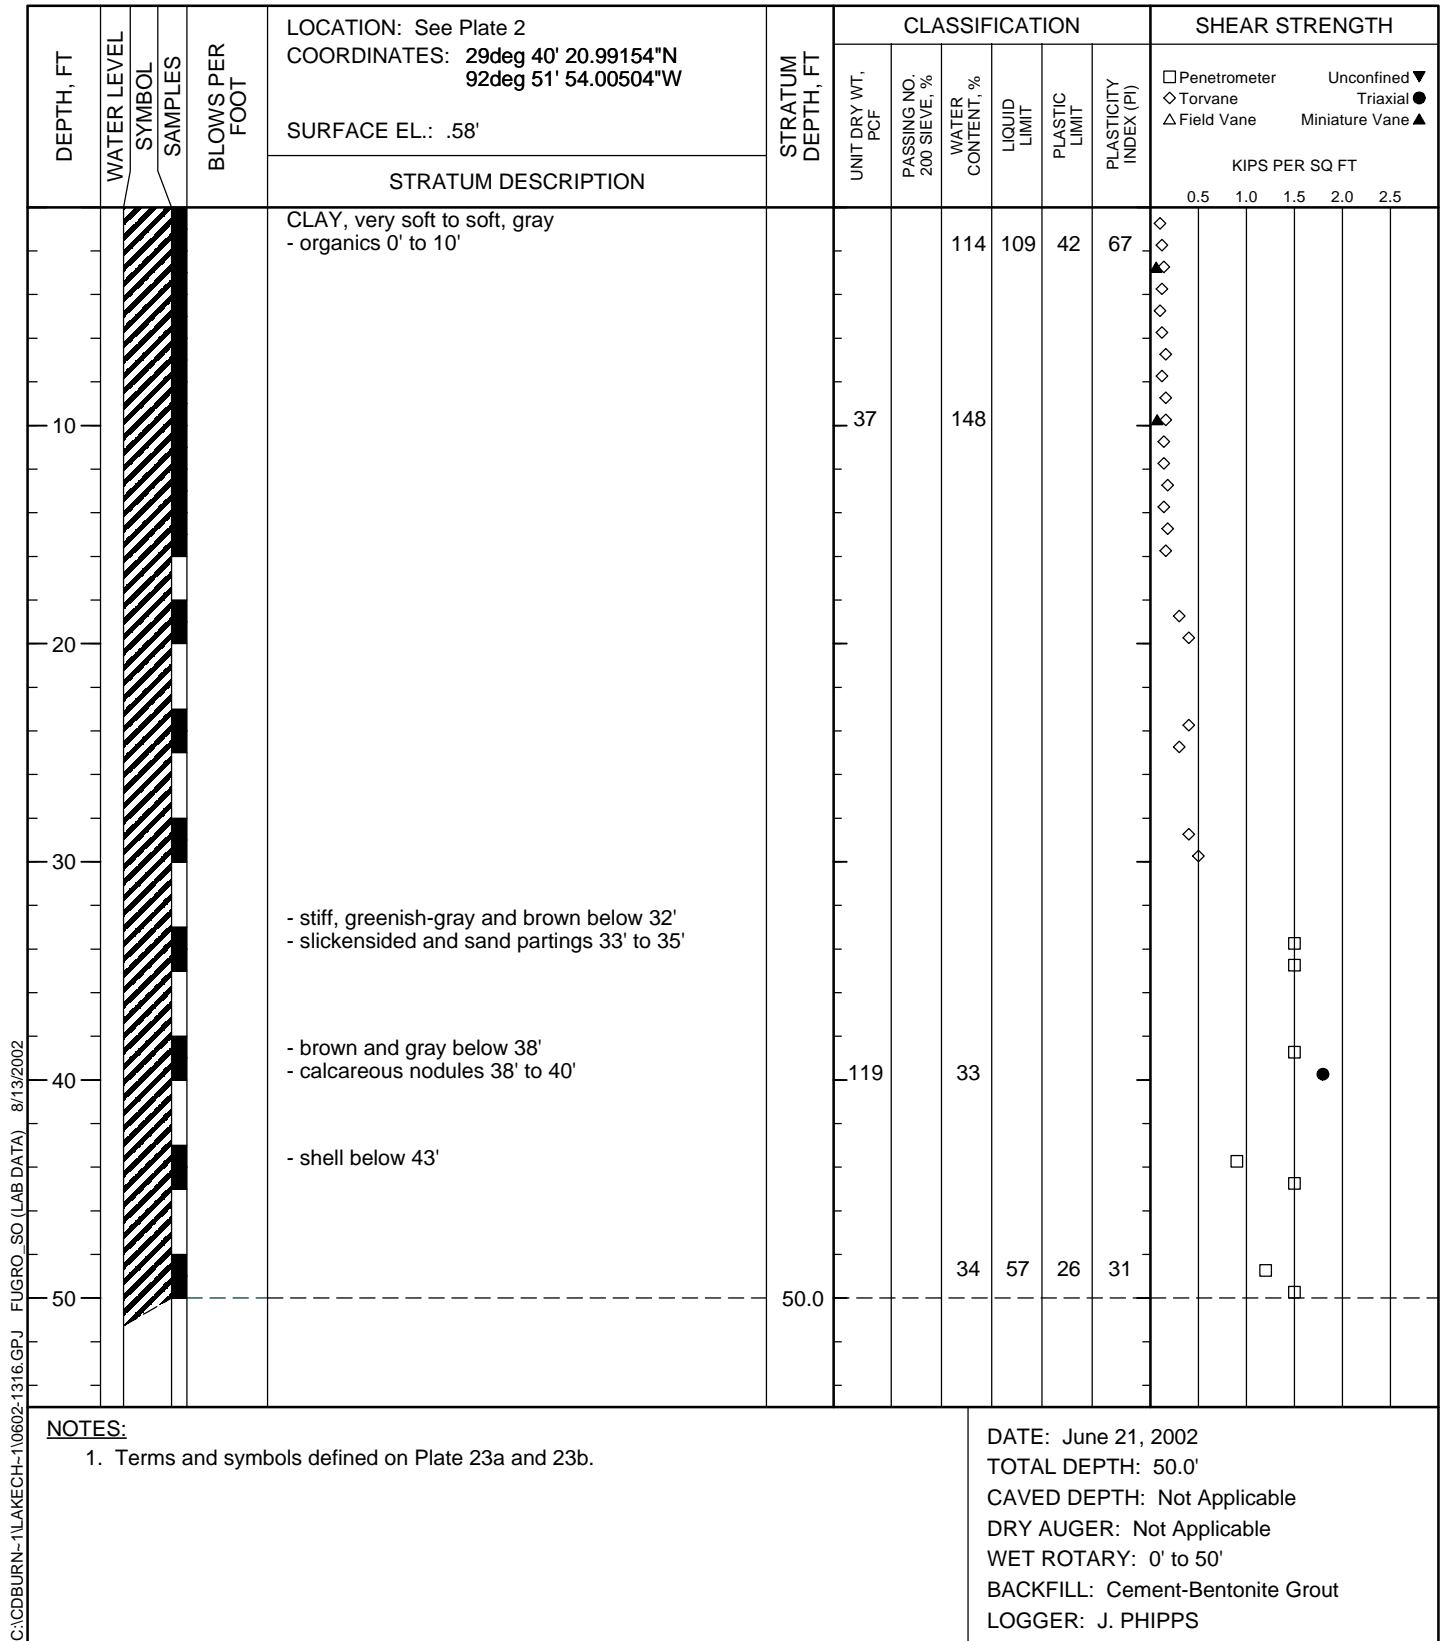 DEPTH, FT
WATER LEVEL
SYMBOL
SAMPLES
BLOWS PER
FOOT
LOCATION: See Plate 2
COORDINATES: 29deg 40' 20.99154"N
92deg 51' 54.00504"W
SURFACE EL.: .58'
STRATUM DESCRIPTION
STRATUM
DEPTH, FT
CLASSIFICATION
UNIT DRY WT,
PCF
PASSING NO.
200 SIEVE, %
WATER
CONTENT, %
LIQUID
LIMIT
PLASTIC
LIMIT
PLASTICITY
INDEX (PI)
SHEAR STRENGTH
□ Penetrometer Unconfined ▼
◇ Torvane Triaxial ●
△ Field Vane Miniature Vane ▲
KIPS PER SQ FT
0.5 1.0 1.5 2.0 2.5
CLAY, very soft to soft, gray
- organics 0' to 10'
114 109 42 67
10
37 148
20
30
- stiff, greenish-gray and brown below 32'
- slickensided and sand partings 33' to 35'
- brown and gray below 38'
- calcareous nodules 38' to 40'
40
119 33
- shell below 43'
34 57 26 31
50
50.0
NOTES:
1. Terms and symbols defined on Plate 23a and 23b.
DATE: June 21, 2002
TOTAL DEPTH: 50.0'
CAVED DEPTH: Not Applicable
DRY AUGER: Not Applicable
WET ROTARY: 0' to 50'
BACKFILL: Cement-Bentonite Grout
LOGGER: J. PHIPPS
C:\CDBURN~1\LAKECH~1\0602-1316.GPJ FUGRO_SO (LAB DATA) 8/13/2002